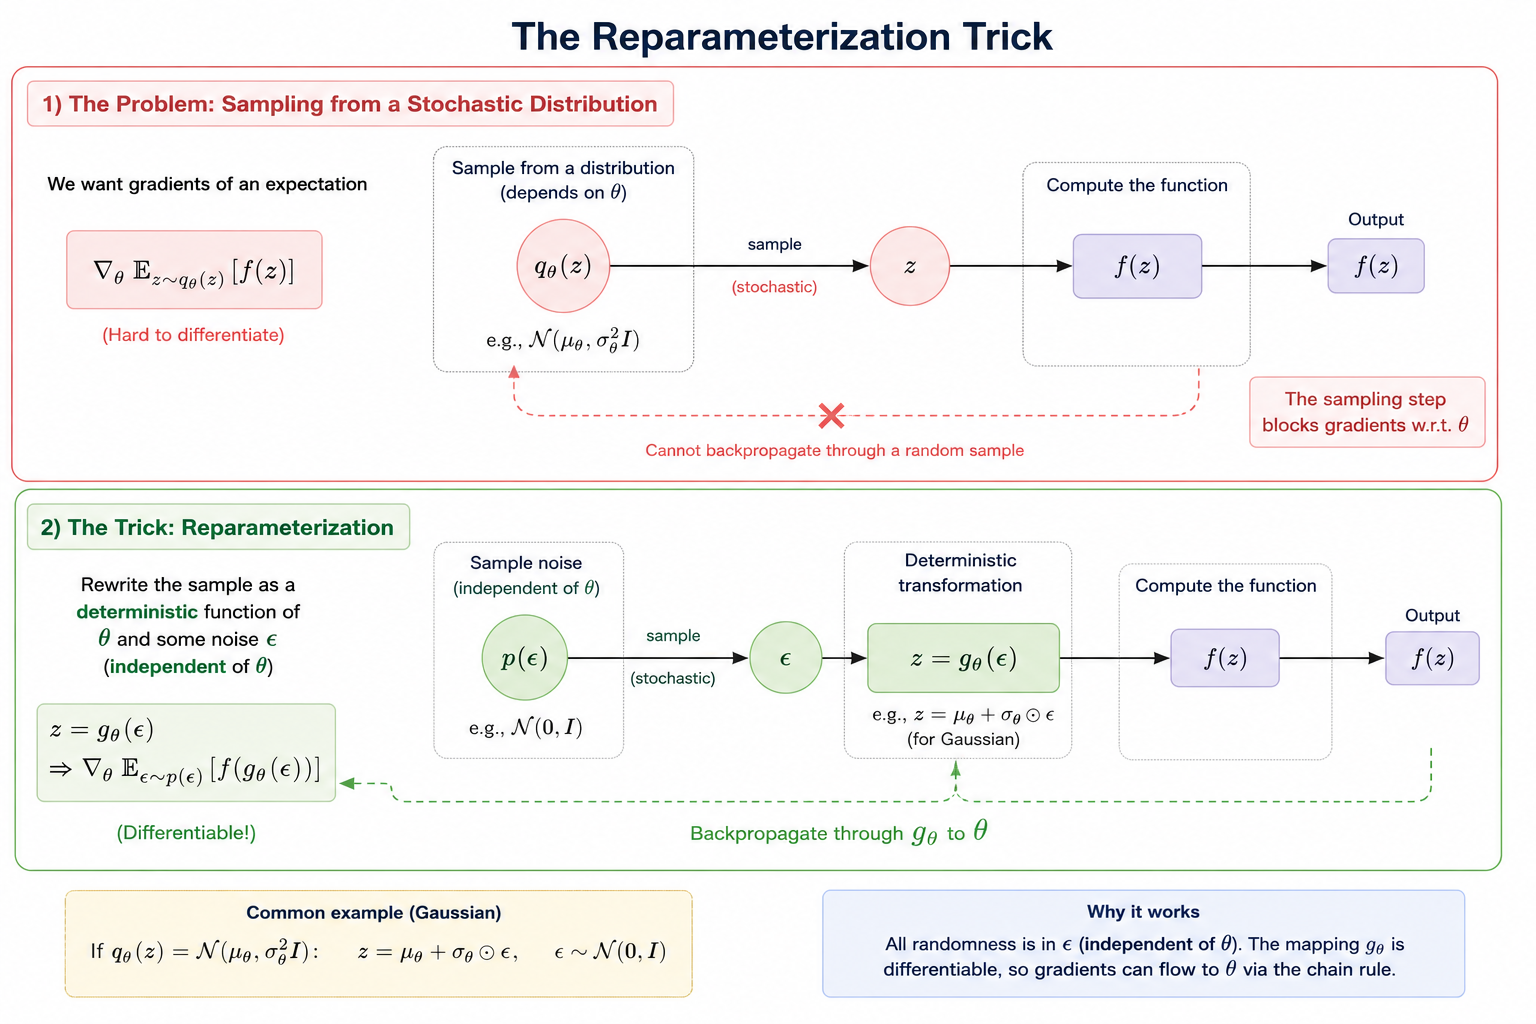 The Reparameterization Trick
1) The Problem: Sampling from a Stochastic Distribution
We want gradients of an expectation
∇θ 𝔼z∼qθ(z) [f(z)]
(Hard to differentiate)
Sample from a distribution
(depends on θ)
qθ(z)
e.g., 𝒩(μθ, σθ²I)
sample
(stochastic)
z
Compute the function
f(z)
Output
f(z)
Cannot backpropagate through a random sample
The sampling step
blocks gradients w.r.t. θ
2) The Trick: Reparameterization
Rewrite the sample as a
deterministic function of
θ and some noise ϵ
(independent of θ)
z = gθ(ϵ)
⇒ ∇θ 𝔼ϵ∼p(ϵ) [f(gθ(ϵ))]
(Differentiable!)
Sample noise
(independent of θ)
p(ϵ)
e.g., 𝒩(0, I)
sample
(stochastic)
ϵ
Deterministic
transformation
z = gθ(ϵ)
e.g., z = μθ + σθ ⊙ ϵ
(for Gaussian)
Compute the function
f(z)
Output
f(z)
Backpropagate through gθ to θ
Common example (Gaussian)
If qθ(z) = 𝒩(μθ, σθ²I): z = μθ + σθ ⊙ ϵ, ϵ ∼ 𝒩(0, I)
Why it works
All randomness is in ϵ (independent of θ). The mapping gθ is
differentiable, so gradients can flow to θ via the chain rule.